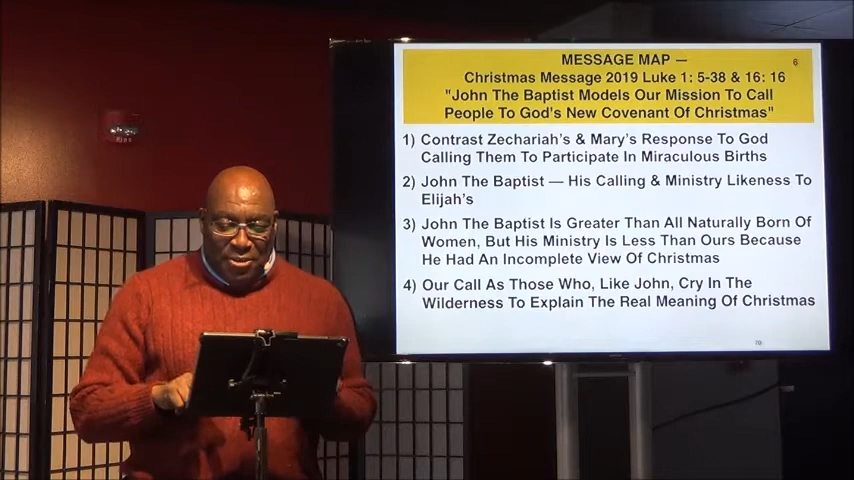 MESSAGE MAP —
6
Christmas Message 2019 Luke 1: 5-38 & 16: 16
"John The Baptist Models Our Mission To Call
People To God's New Covenant Of Christmas"
1) Contrast Zechariah's & Mary's Response To God
Calling Them To Participate In Miraculous Births
2) John The Baptist — His Calling & Ministry Likeness To
Elijah's
3) John The Baptist Is Greater Than All Naturally Born Of
Women, But His Ministry Is Less Than Ours Because
He Had An Incomplete View Of Christmas
4) Our Call As Those Who, Like John, Cry In The
Wilderness To Explain The Real Meaning Of Christmas